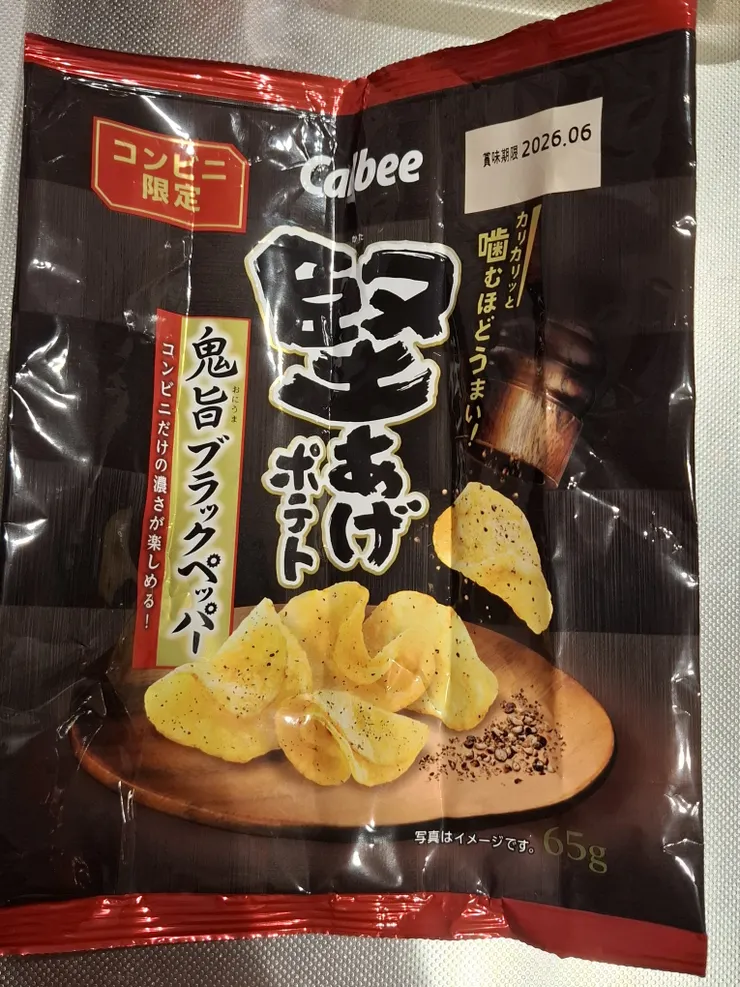 コンビニ
限定
Calbee
賞味期限 2026.06
カリカリッと
噛むほどうまい!
かた
堅あげ
ポテト
おにうま
鬼旨ブラックペッパー
コンビニだけの濃さが楽しめる!
写真はイメージです。 65g